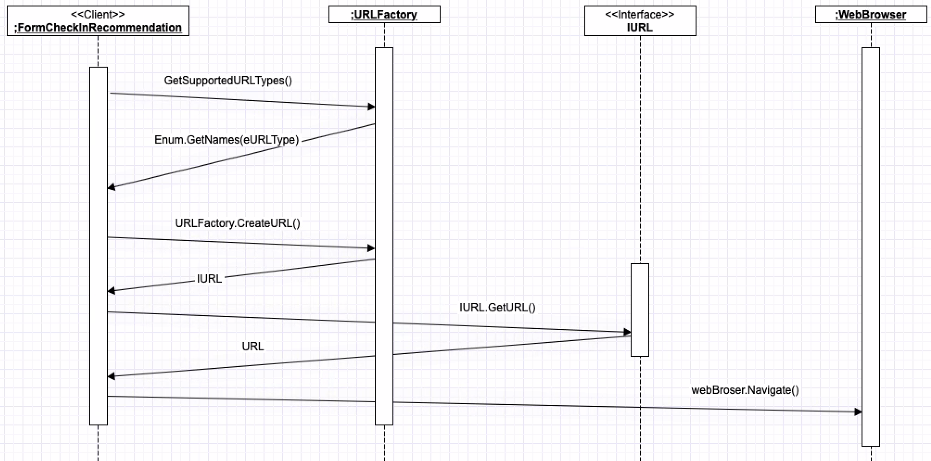 <<Client>>
:FormCheckInRecommendation
:URLFactory
<<Interface>>
IURL
:WebBrowser
GetSupportedURLTypes()
Enum.GetNames(eURLType)
URLFactory.CreateURL()
IURL
IURL.GetURL()
URL
webBroser.Navigate()